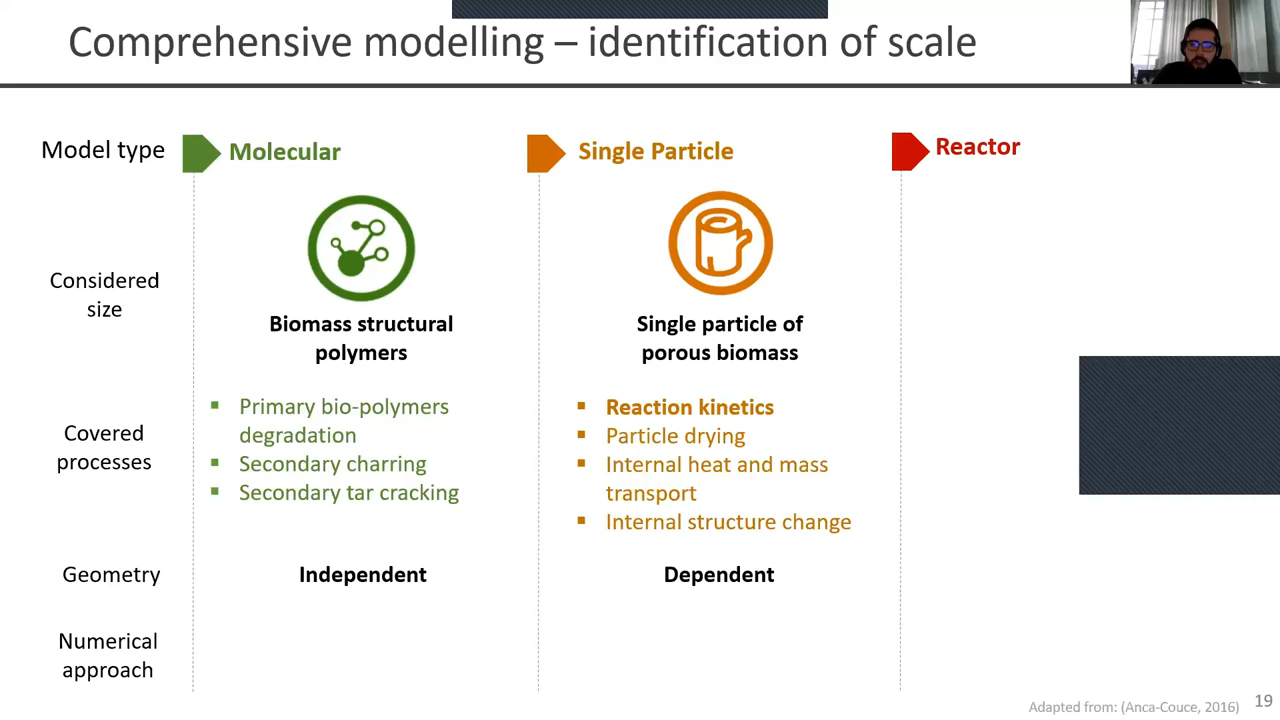 Comprehensive modelling – identification of scale
Model type
Molecular
Single Particle
Reactor
Considered
size
Biomass structural
polymers
Single particle of
porous biomass
Covered
processes
▪ Primary bio-polymers
degradation
▪ Secondary charring
▪ Secondary tar cracking
▪ Reaction kinetics
▪ Particle drying
▪ Internal heat and mass
transport
▪ Internal structure change
Geometry
Independent
Dependent
Numerical
approach
Adapted from: (Anca-Couce, 2016)
19